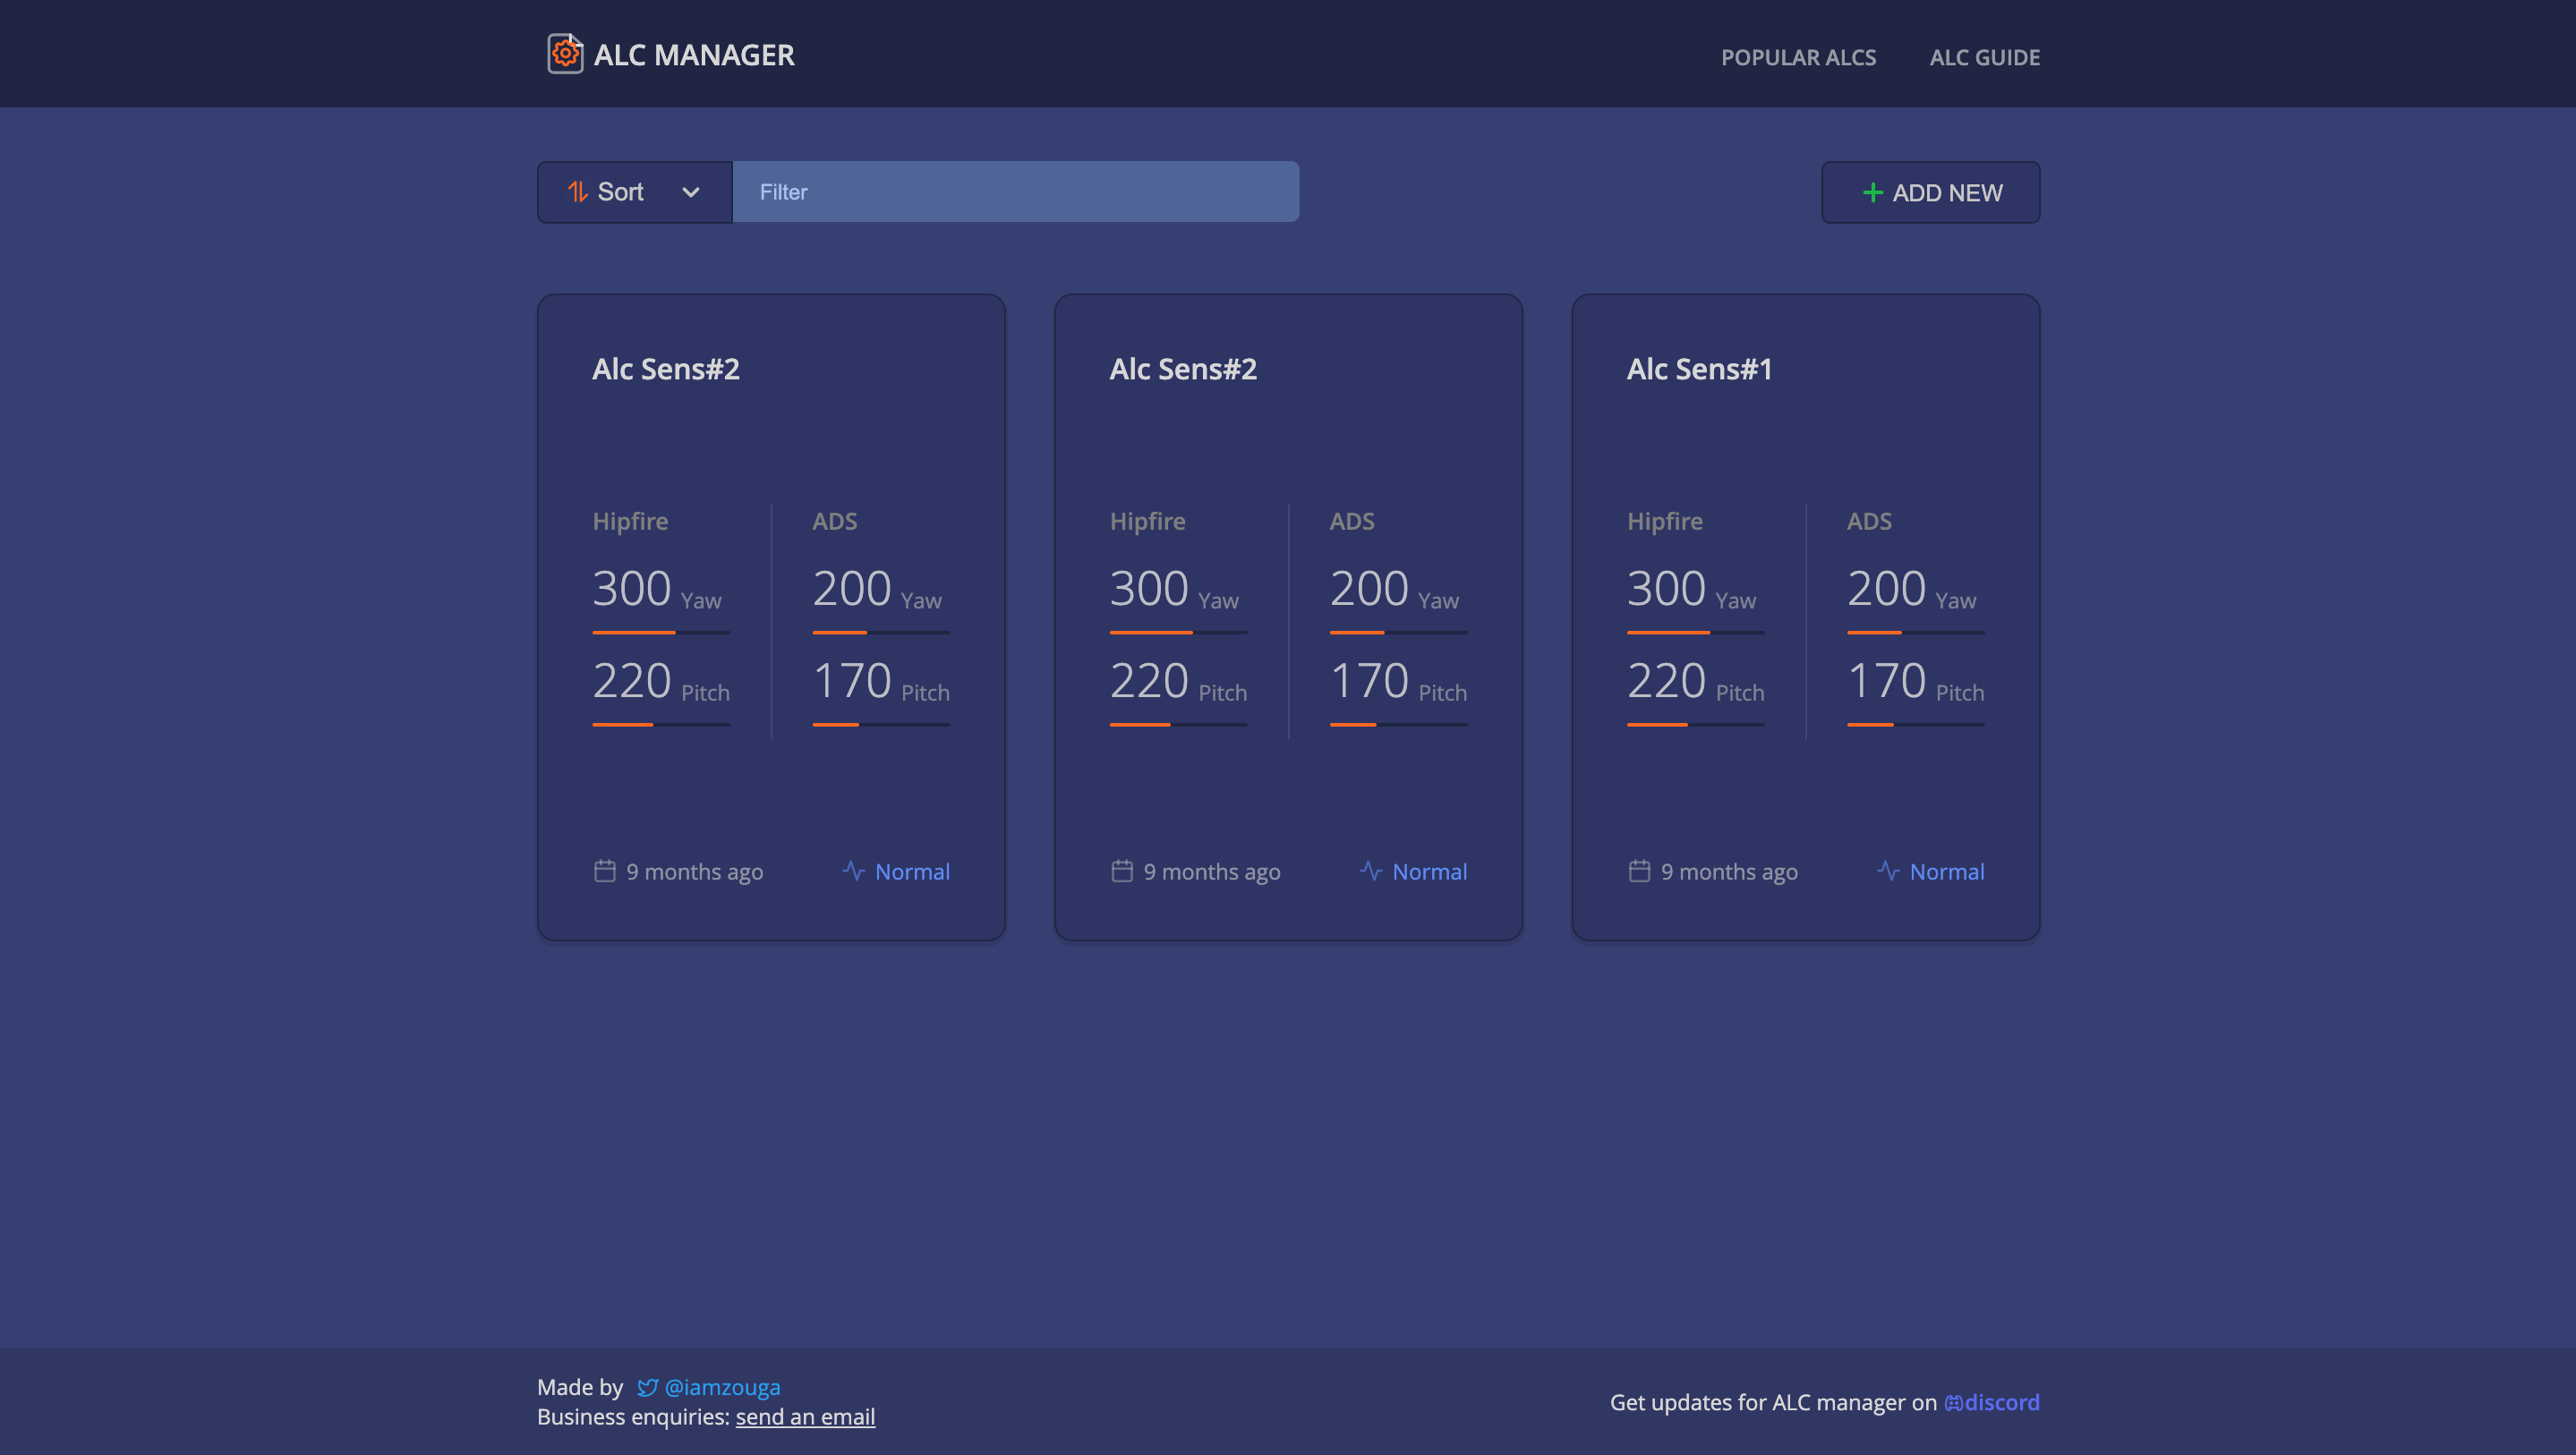 ALC MANAGER
POPULAR ALCS
ALC GUIDE
Sort
Filter
ADD NEW
Alc Sens#2
Hipfire
ADS
300 Yaw
200 Yaw
220 Pitch
170 Pitch
9 months ago
Normal
Alc Sens#2
Hipfire
ADS
300 Yaw
200 Yaw
220 Pitch
170 Pitch
9 months ago
Normal
Alc Sens#1
Hipfire
ADS
300 Yaw
200 Yaw
220 Pitch
170 Pitch
9 months ago
Normal
Made by @iamzouga
Business enquiries: send an email
Get updates for ALC manager on discord